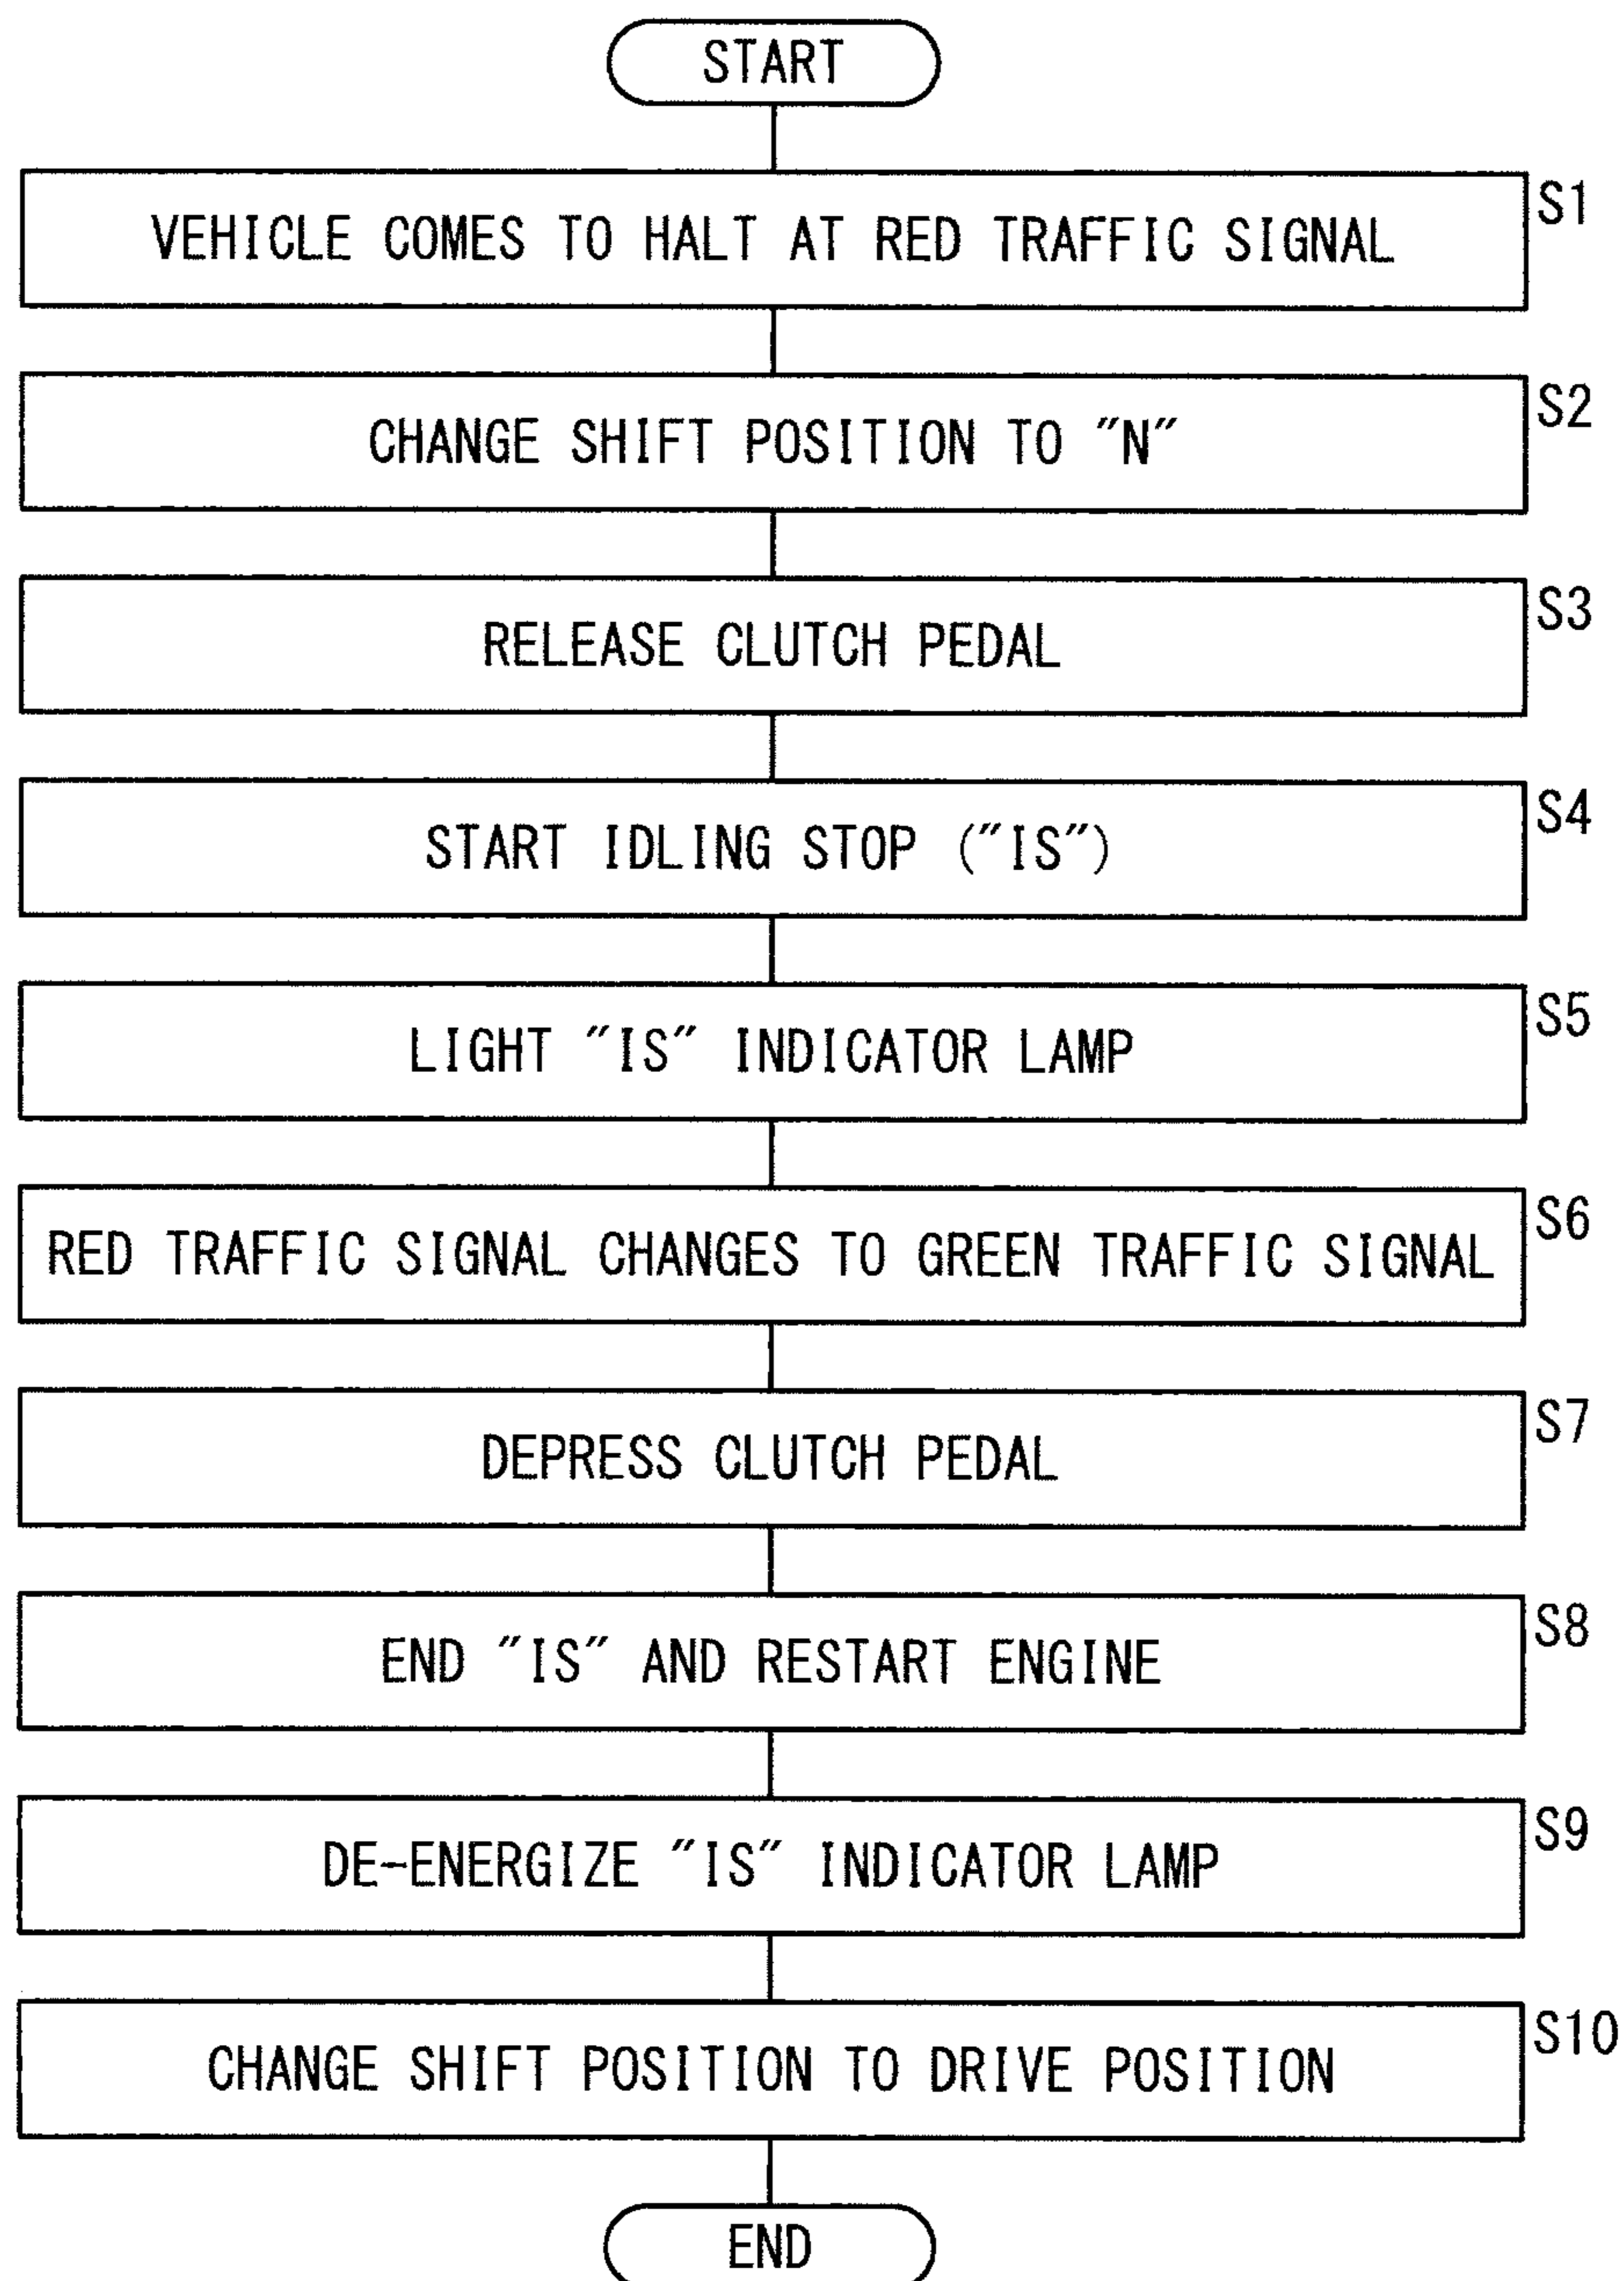 START
S1
VEHICLE COMES TO HALT AT RED TRAFFIC SIGNAL
S2
CHANGE SHIFT POSITION TO "N"
S3
RELEASE CLUTCH PEDAL
S4
START IDLING STOP ("IS")
S5
LIGHT "IS" INDICATOR LAMP
S6
RED TRAFFIC SIGNAL CHANGES TO GREEN TRAFFIC SIGNAL
S7
DEPRESS CLUTCH PEDAL
S8
END "IS" AND RESTART ENGINE
S9
DE-ENERGIZE "IS" INDICATOR LAMP
S10
CHANGE SHIFT POSITION TO DRIVE POSITION
END